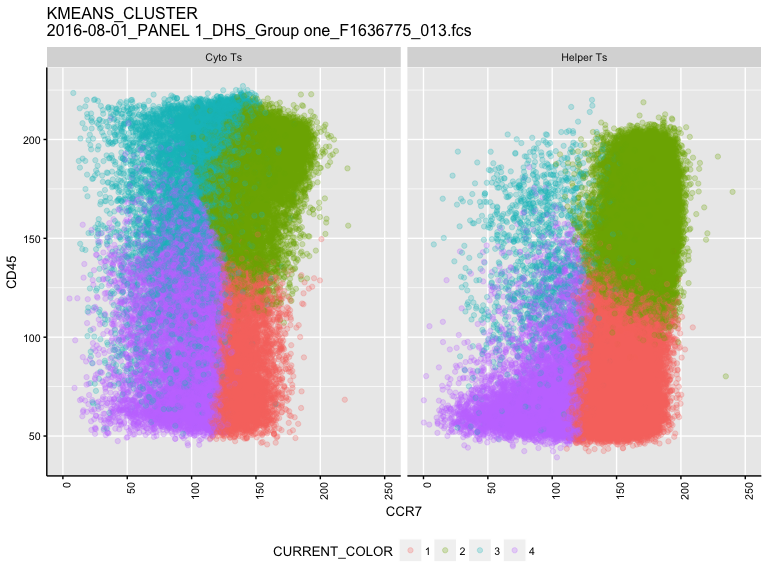 KMEANS_CLUSTER
2016-08-01_PANEL 1_DHS_Group one_F1636775_013.fcs
Cyto Ts
Helper Ts
200
150
100
50
CD45
0
50
100
150
200
250
0
50
100
150
200
250
CCR7
CURRENT_COLOR 1 2 3 4